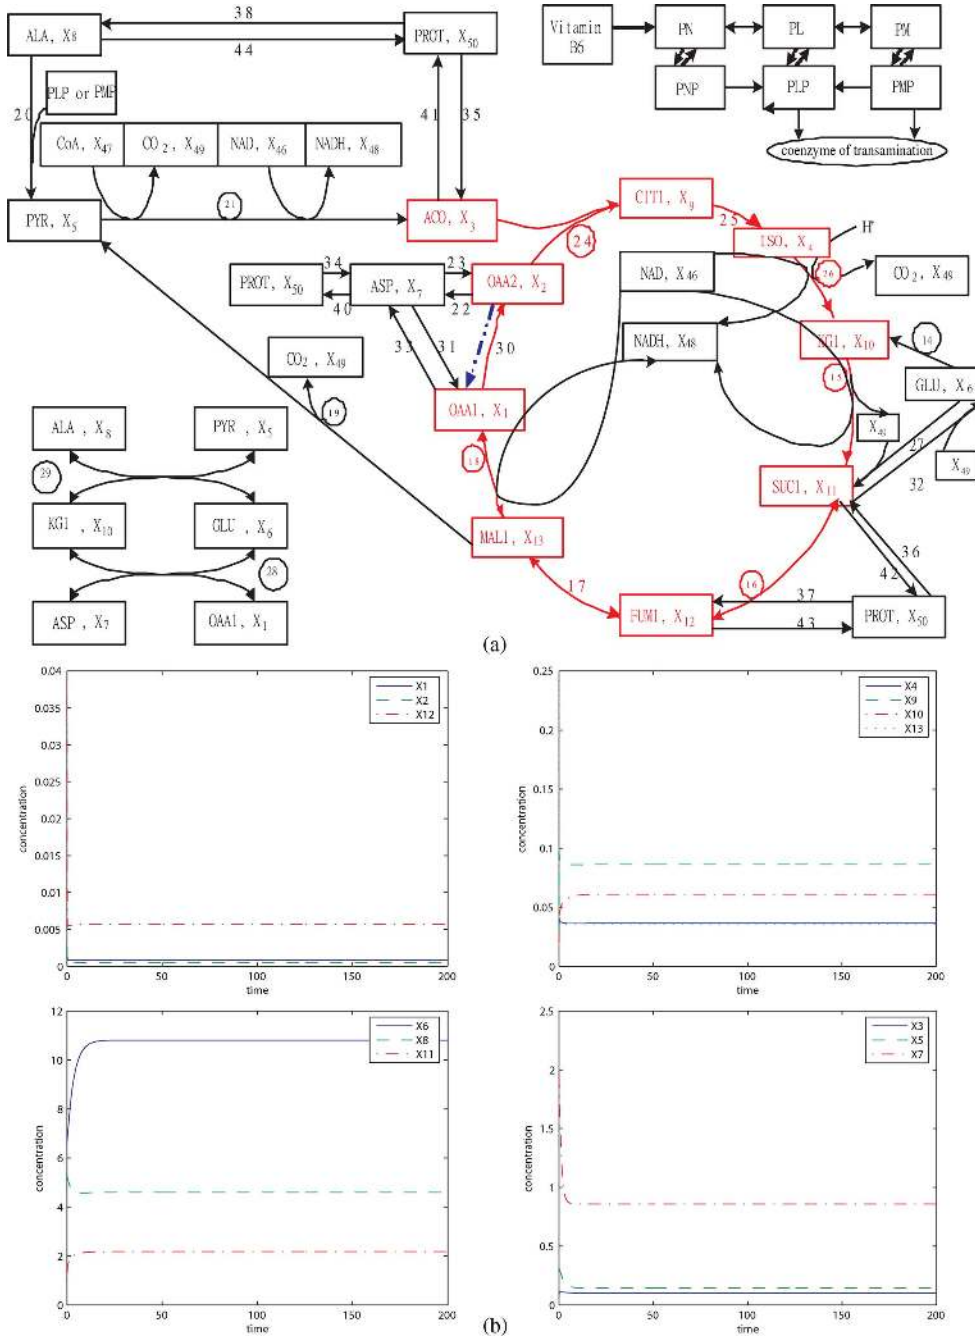 38
44
ALA, X8
PROT, X50
Vitamin
B6
PN
PL
PM
PNP
PLP
PMP
coenzyme of transamination
20
PLP or PMP
41
35
CoA, X47
CO2, X49
NAD, X46
NADH, X48
PYR, X5
21
ACO, X3
CITI, X9
25
ISO, X4
H+
24
26
CO2, X49
PROT, X50
34
40
ASP, X7
23
22
OAA2, X2
NAD, X46
NADH, X48
KGI, X10
14
GLU, X6
33
31
30
CO2, X49
19
OAA1, X1
15
X49
27
X49
32
18
ALA, X8
PYR, X5
29
KGI, X10
GLU, X6
28
ASP, X7
OAA1, X1
MAL1, X13
SUC1, X11
17
16
36
42
37
43
FUM1, X12
PROT, X50
(a)
0.04
0.035
0.03
0.025
0.02
0.015
0.01
0.005
0
concentration
X1
X2
X12
0 50 100 150 200
time
0.25
0.2
0.15
0.1
0.05
0
concentration
X4
X9
X10
X13
0 50 100 150 200
time
12
10
8
6
4
2
0
concentration
X6
X8
X11
0 50 100 150 200
time
2.5
2
1.5
1
0.5
0
concentration
X3
X5
X7
0 50 100 150 200
time
(b)